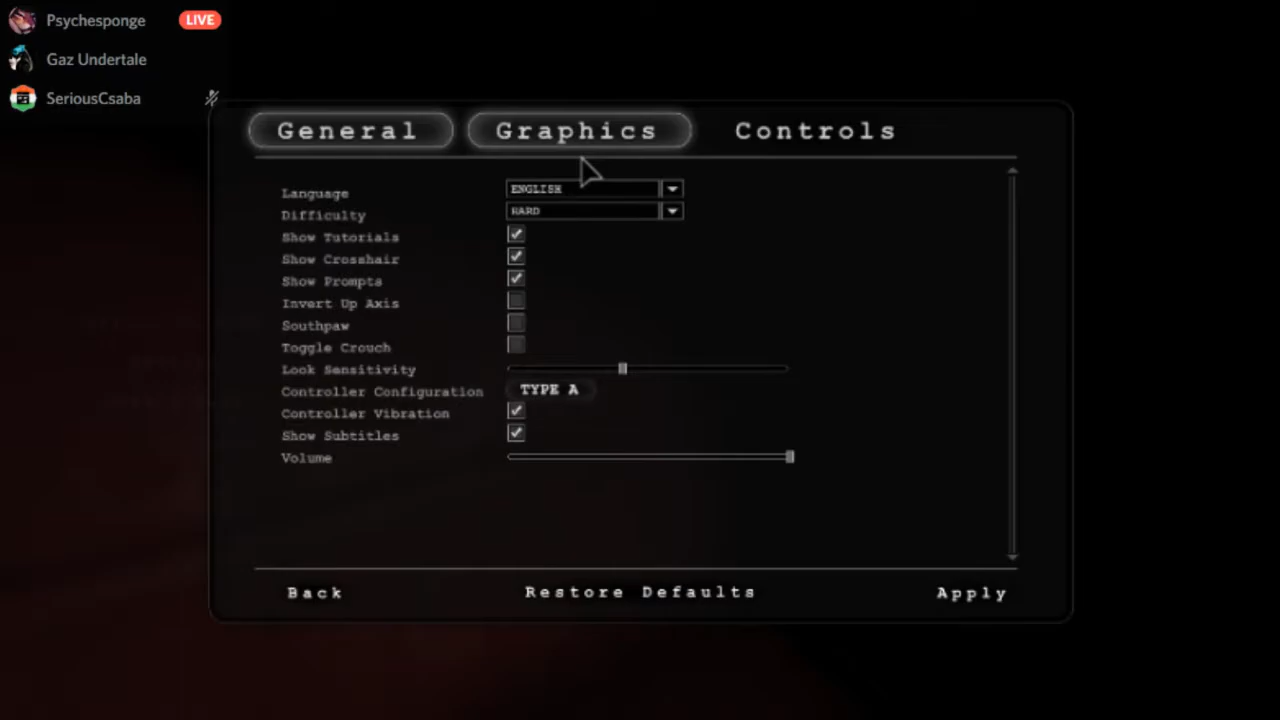 Psychesponge LIVE
Gaz Undertale
SeriousCsaba
General Graphics Controls
Language ENGLISH
Difficulty HARD
Show Tutorials
Show Crosshair
Show Prompts
Invert Up Axis
Southpaw
Toggle Crouch
Look Sensitivity
Controller Configuration TYPE A
Controller Vibration
Show Subtitles
Volume
Back Restore Defaults Apply